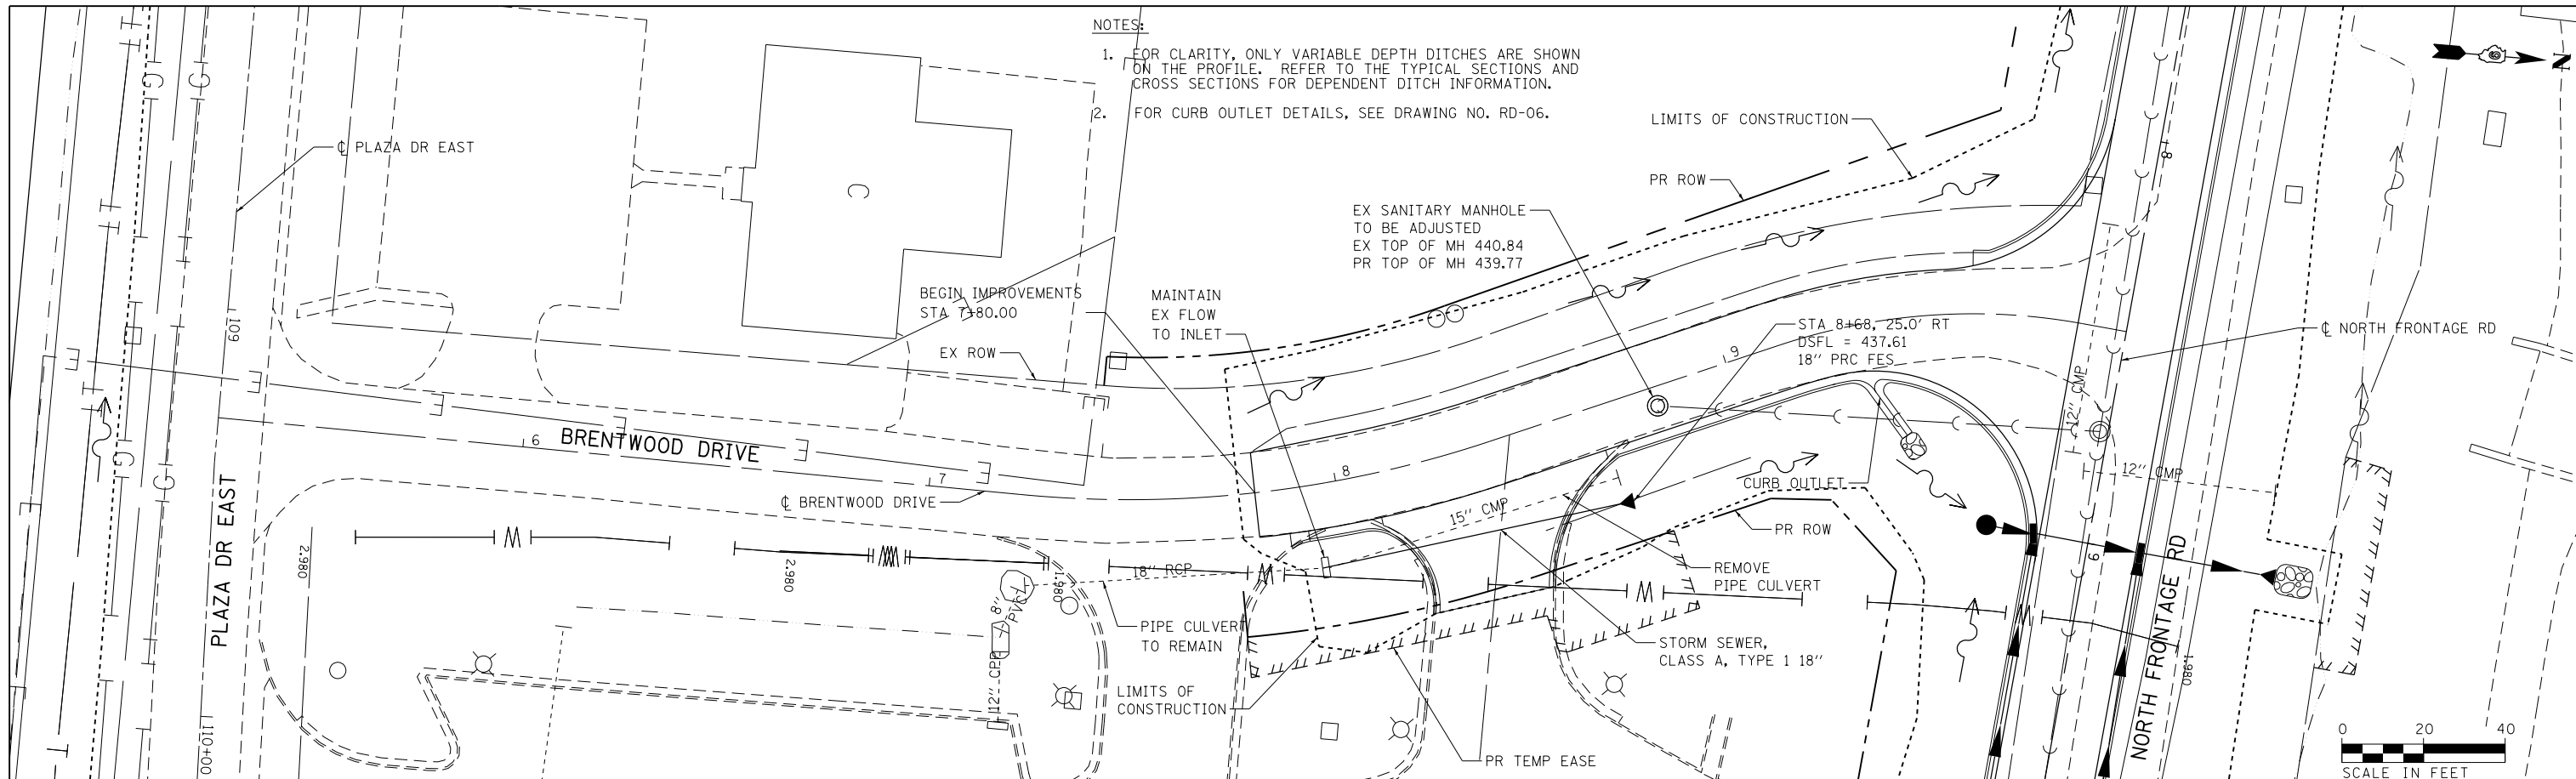 NOTES:
1. FOR CLARITY, ONLY VARIABLE DEPTH DITCHES ARE SHOWN
ON THE PROFILE. REFER TO THE TYPICAL SECTIONS AND
CROSS SECTIONS FOR DEPENDENT DITCH INFORMATION.
2. FOR CURB OUTLET DETAILS, SEE DRAWING NO. RD-06.
N
℄ PLAZA DR EAST
LIMITS OF CONSTRUCTION
PR ROW
8
EX SANITARY MANHOLE
TO BE ADJUSTED
EX TOP OF MH 440.84
PR TOP OF MH 439.77
BEGIN IMPROVEMENTS
STA 7+80.00
MAINTAIN
EX FLOW
TO INLET
EX ROW
109
STA 8+68, 25.0' RT
DSFL = 437.61
18" PRC FES
℄ NORTH FRONTAGE RD
9
12" CMP
6
BRENTWOOD DRIVE
7
8
℄ BRENTWOOD DRIVE
CURB OUTLET
12" CMP
15" CMP
PR ROW
PLAZA DR EAST
2.980
2.980
1.980
18" RCP
8"
PVC
REMOVE
PIPE CULVERT
9
NORTH FRONTAGE RD
PIPE CULVERT
TO REMAIN
STORM SEWER,
CLASS A, TYPE 1 18"
1.980
12" CPP
LIMITS OF
CONSTRUCTION
110+00
PR TEMP EASE
0 20 40
SCALE IN FEET
G
G
G
G
C